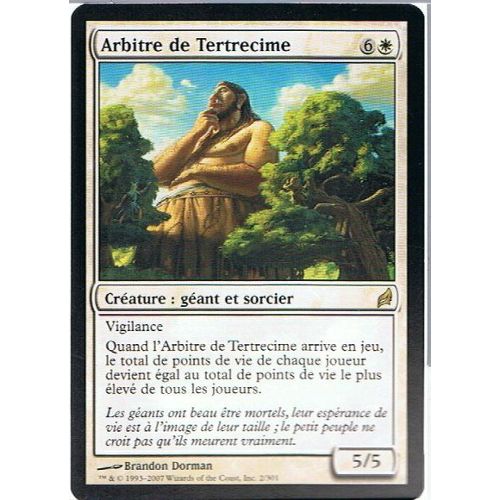 Arbitre de Tertrecime 6
Créature : géant et sorcier
Vigilance
Quand l'Arbitre de Tertrecime arrive en jeu,
le total de points de vie de chaque joueur
devient égal au total de points de vie le plus
élevé de tous les joueurs.
Les géants ont beau être mortels, leur espérance de
vie est à l'image de leur taille ; le petit peuple ne
croit pas qu'ils meurent vraiment.
5/5
Brandon Dorman
™ & © 1993-2007 Wizards of the Coast, Inc. 2/301